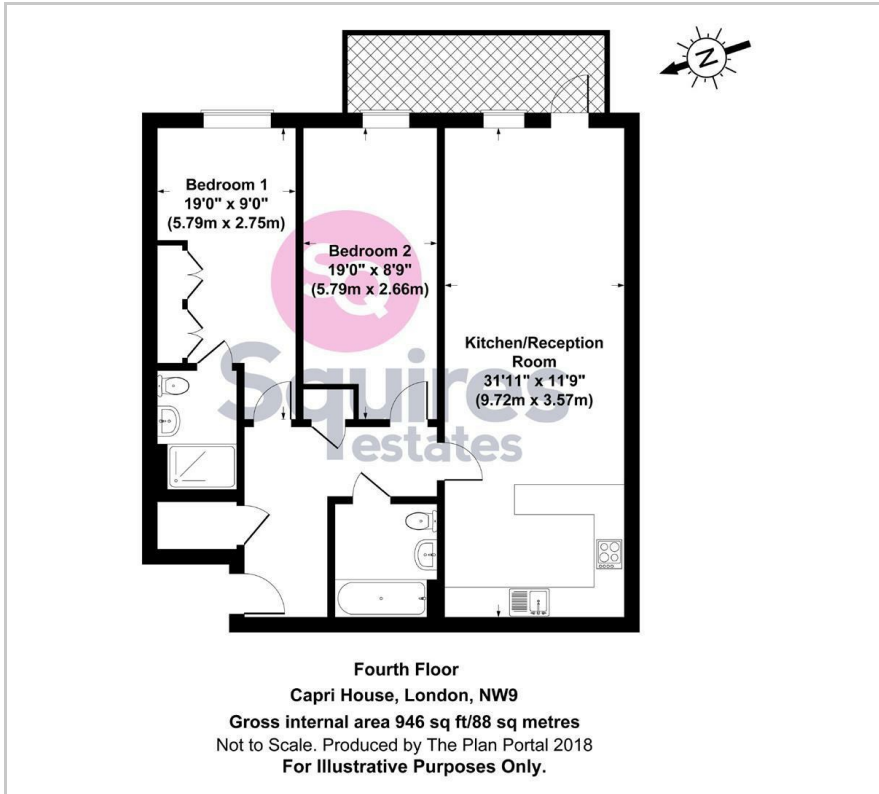 N
Bedroom 1
19'0" x 9'0"
(5.79m x 2.75m)
SQ
Bedroom 2
19'0" x 8'9"
(5.79m x 2.66m)
Kitchen/Reception
Room
31'11" x 11'9"
(9.72m x 3.57m)
Squires
estates
Fourth Floor
Capri House, London, NW9
Gross internal area 946 sq ft/88 sq metres
Not to Scale. Produced by The Plan Portal 2018
For Illustrative Purposes Only.